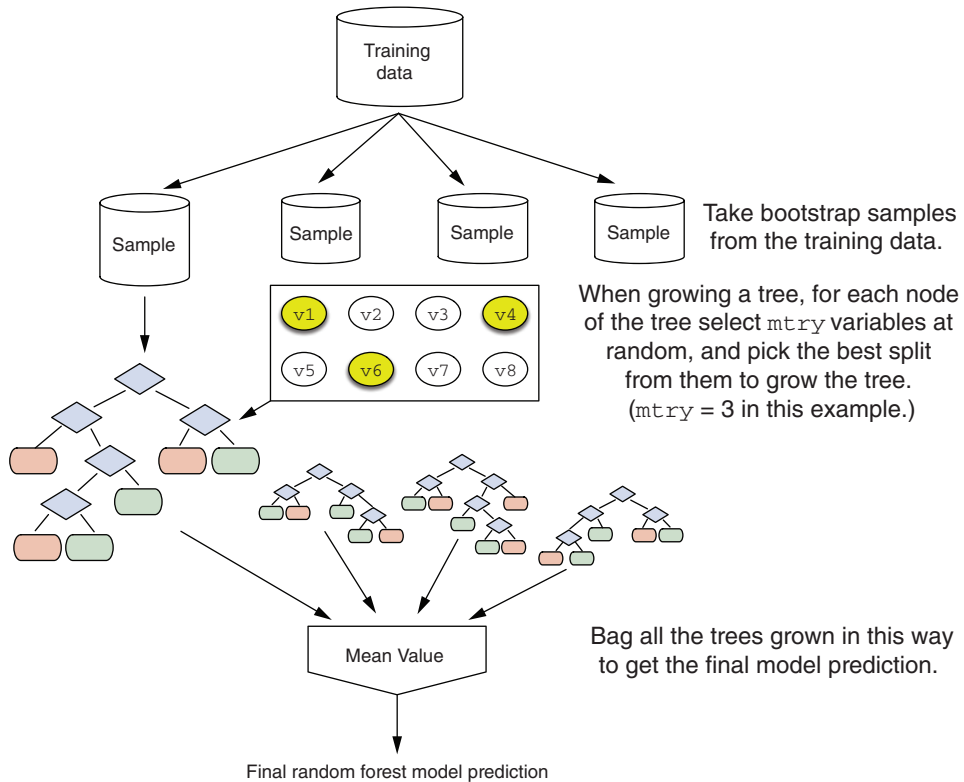 Training
data
Sample
Sample
Sample
Sample
Take bootstrap samples
from the training data.
v1
v2
v3
v4
v5
v6
v7
v8
When growing a tree, for each node
of the tree select mtry variables at
random, and pick the best split
from them to grow the tree.
(mtry = 3 in this example.)
Mean Value
Bag all the trees grown in this way
to get the final model prediction.
Final random forest model prediction